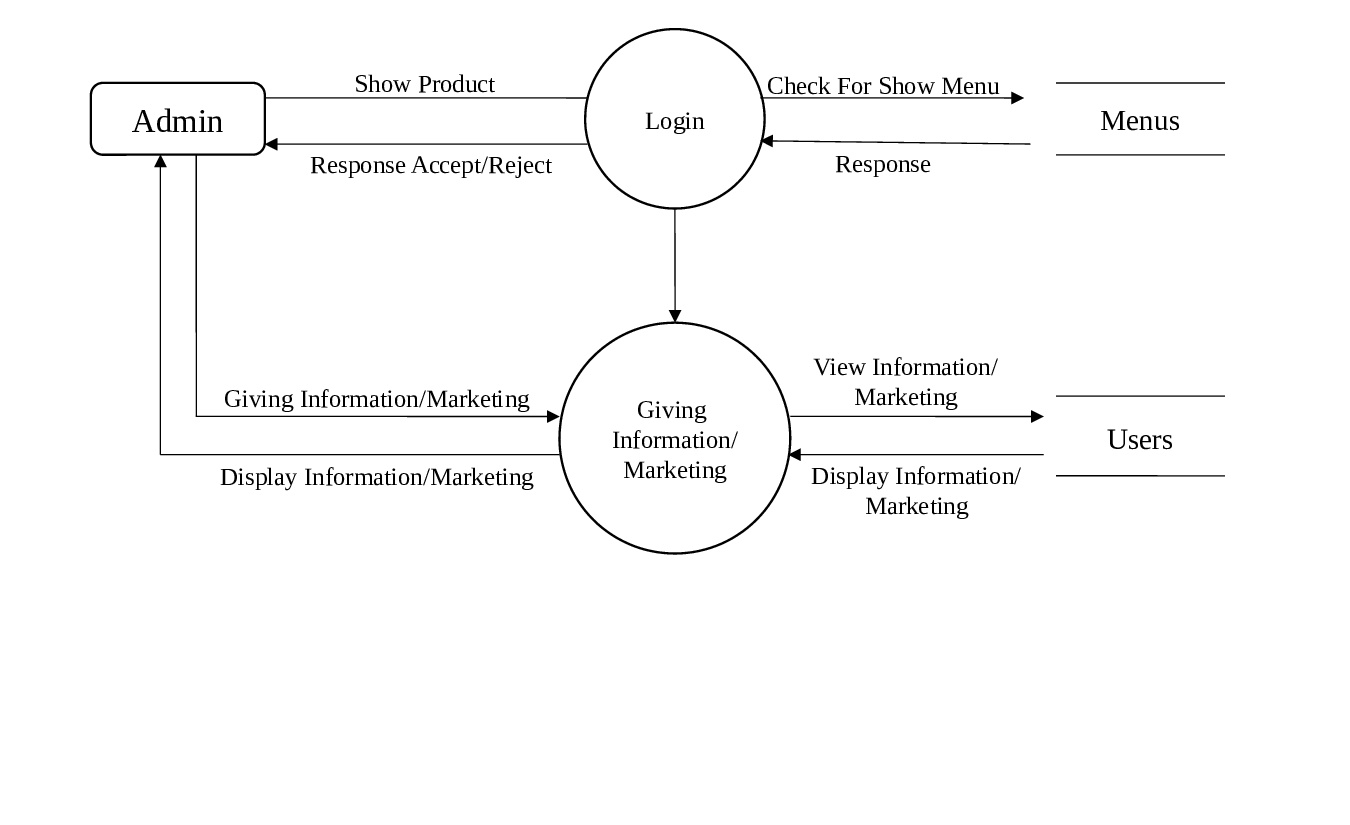 Show Product
Check For Show Menu
Admin
Login
Menus
Response Accept/Reject
Response
View Information/
Marketing
Giving Information/Marketing
Giving
Information/
Marketing
Users
Display Information/Marketing
Display Information/
Marketing